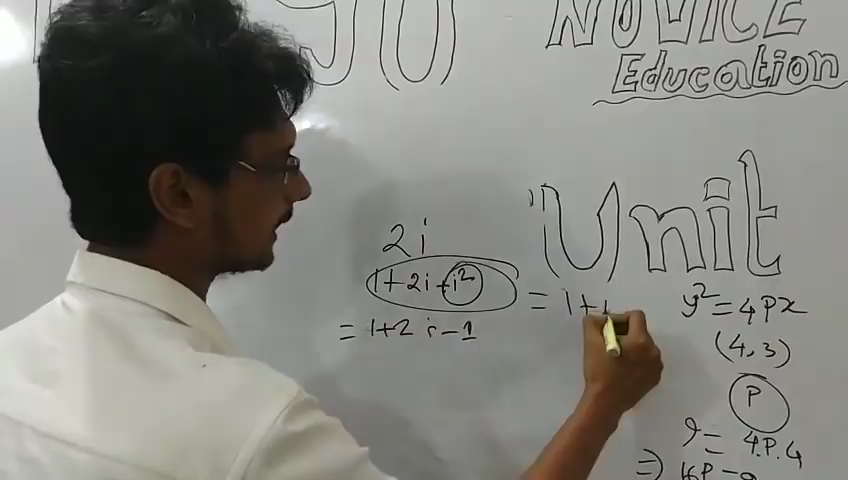 90
NOVICE
Education
Unit
2i
1+2i+i² = 1+
= 1+2i-1
y² = 4Px
(4,3)
P
9 = 4.P.4
⇒ 16P = 9